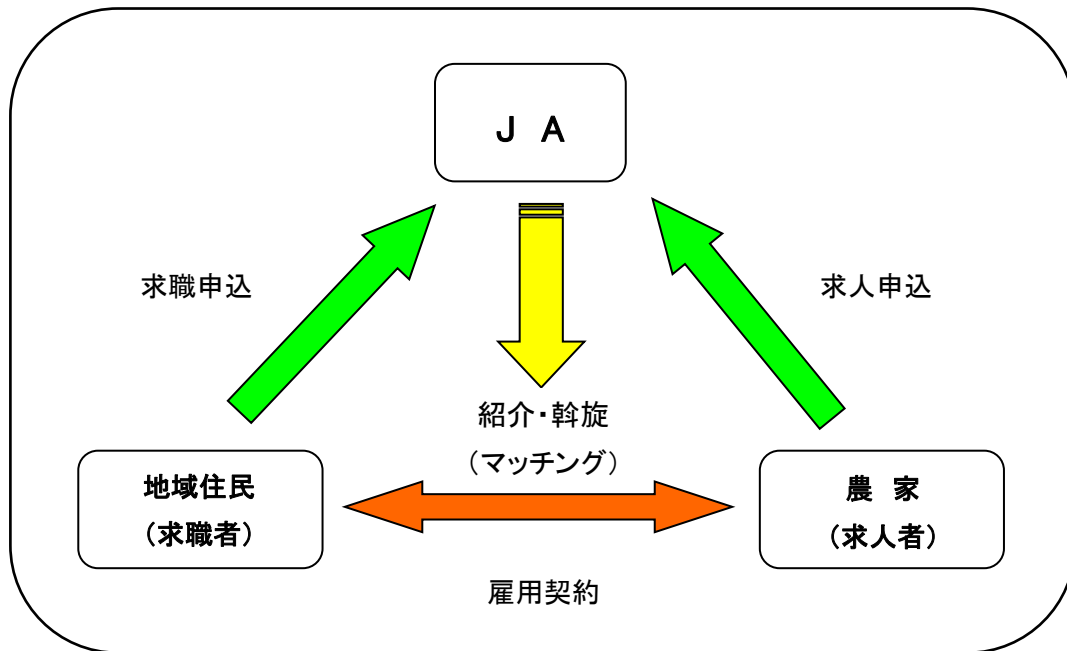 J A
求職申込
求人申込
紹介・斡旋
（マッチング）
地域住民
（求職者）
農 家
（求人者）
雇用契約